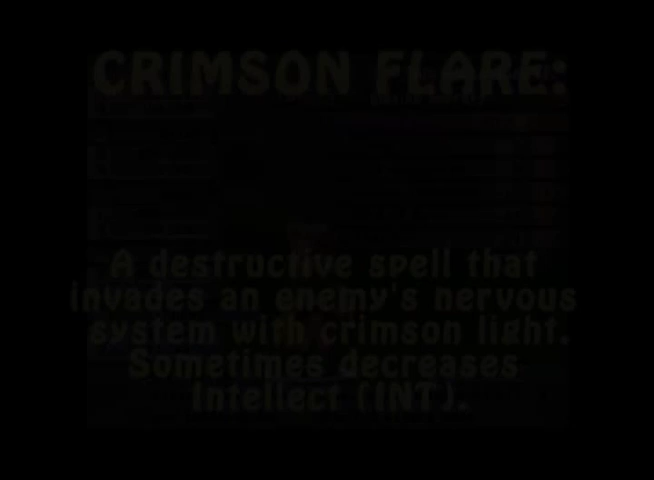 CRIMSON FLARE:
A destructive spell that
invades an enemy's nervous
system with crimson light.
Sometimes decreases
Intellect (INT).